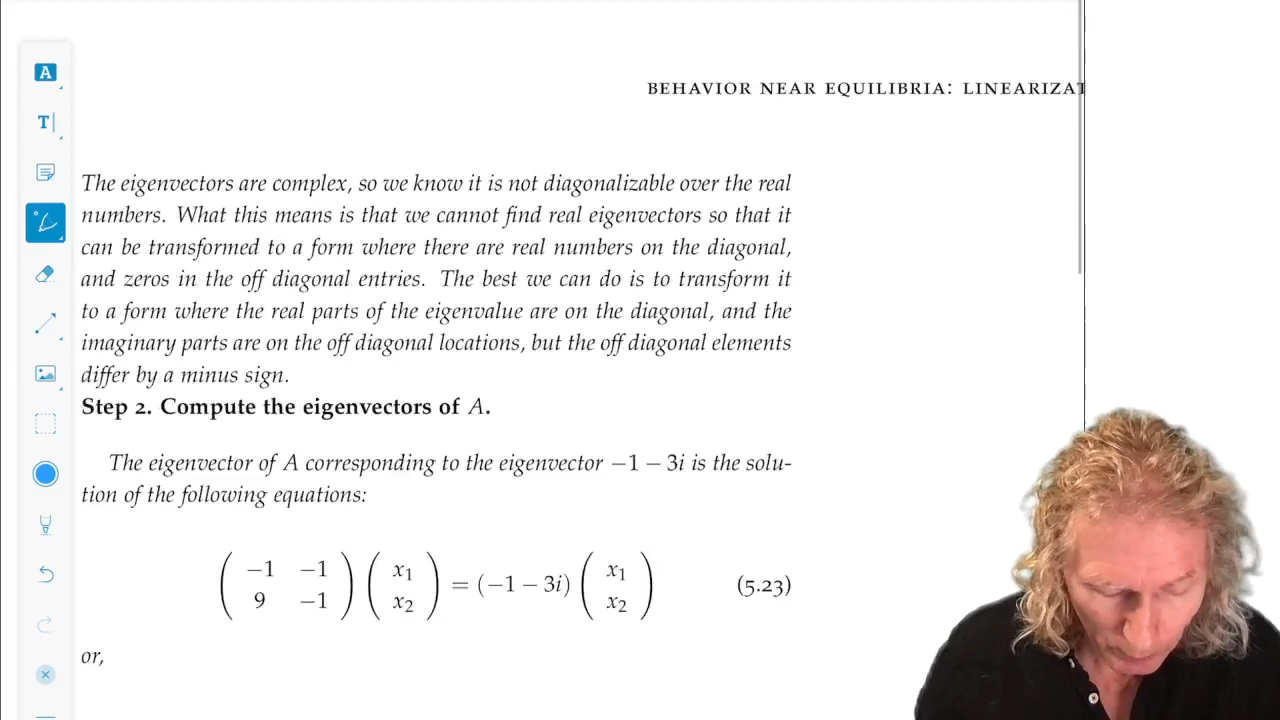 BEHAVIOR NEAR EQUILIBRIA: LINEARIZAT
A
T
The eigenvectors are complex, so we know it is not diagonalizable over the real
numbers. What this means is that we cannot find real eigenvectors so that it
can be transformed to a form where there are real numbers on the diagonal,
and zeros in the off diagonal entries. The best we can do is to transform it
to a form where the real parts of the eigenvalue are on the diagonal, and the
imaginary parts are on the off diagonal locations, but the off diagonal elements
differ by a minus sign.
Step 2. Compute the eigenvectors of A.
The eigenvector of A corresponding to the eigenvector −1 − 3i is the solu-
tion of the following equations:
( −1 −1 ; 9 −1 ) ( x₁ ; x₂ ) = (−1 − 3i) ( x₁ ; x₂ ) (5.23)
or,